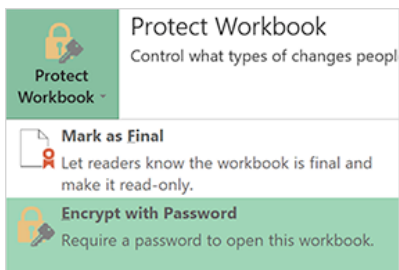 Protect Workbook
Control what types of changes peopl
Protect
Workbook
Mark as Final
Let readers know the workbook is final and
make it read-only.
Encrypt with Password
Require a password to open this workbook.